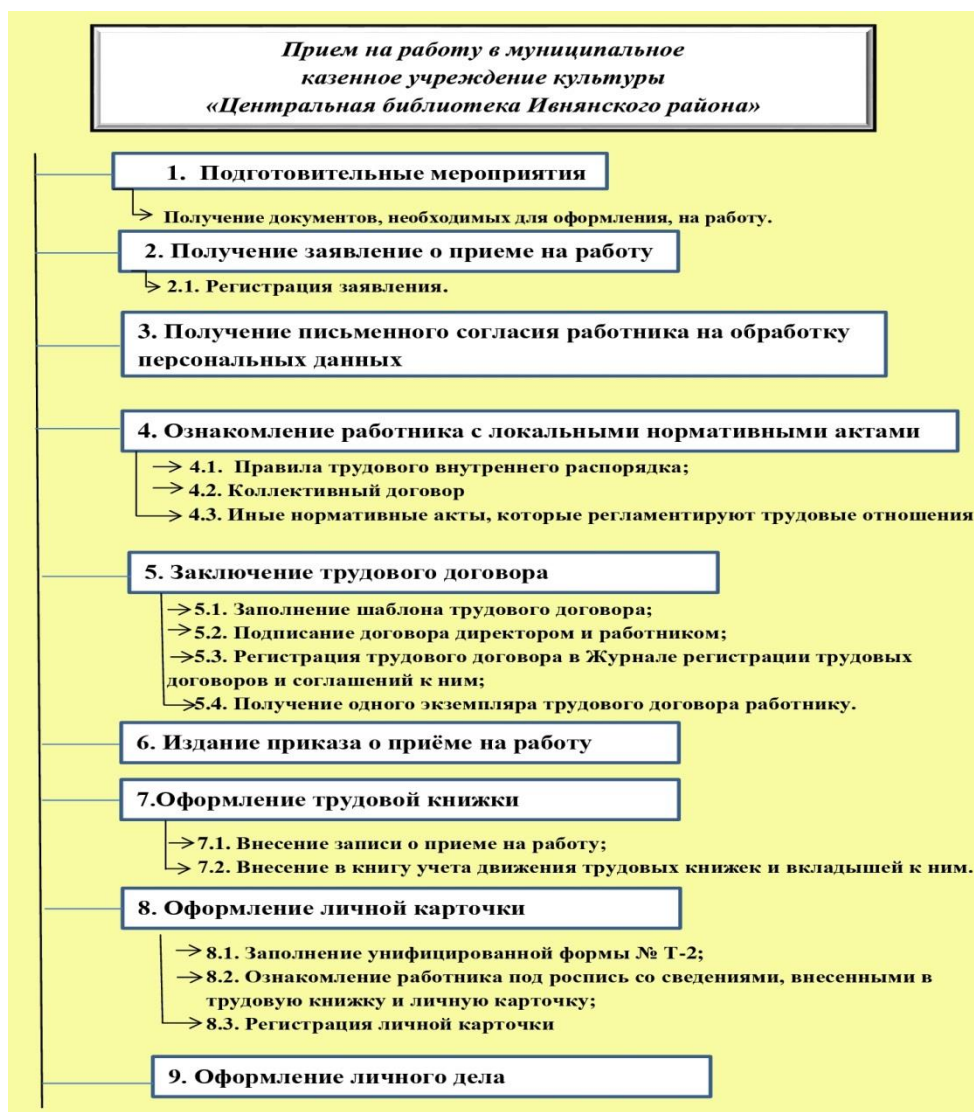 Прием на работу в муниципальное
казенное учреждение культуры
«Центральная библиотека Ивнянского района»
1. Подготовительные мероприятия
Получение документов, необходимых для оформления, на работу.
2. Получение заявление о приеме на работу
2.1. Регистрация заявления.
3. Получение письменного согласия работника на обработку
персональных данных
4. Ознакомление работника с локальными нормативными актами
4.1. Правила трудового внутреннего распорядка;
4.2. Коллективный договор
4.3. Иные нормативные акты, которые регламентируют трудовые отношения
5. Заключение трудового договора
5.1. Заполнение шаблона трудового договора;
5.2. Подписание договора директором и работником;
5.3. Регистрация трудового договора в Журнале регистрации трудовых
договоров и соглашений к ним;
5.4. Получение одного экземпляра трудового договора работнику.
6. Издание приказа о приёме на работу
7.Оформление трудовой книжки
7.1. Внесение записи о приеме на работу;
7.2. Внесение в книгу учета движения трудовых книжек и вкладышей к ним.
8. Оформление личной карточки
8.1. Заполнение унифицированной формы № Т-2;
8.2. Ознакомление работника под роспись со сведениями, внесенными в
трудовую книжку и личную карточку;
8.3. Регистрация личной карточки
9. Оформление личного дела